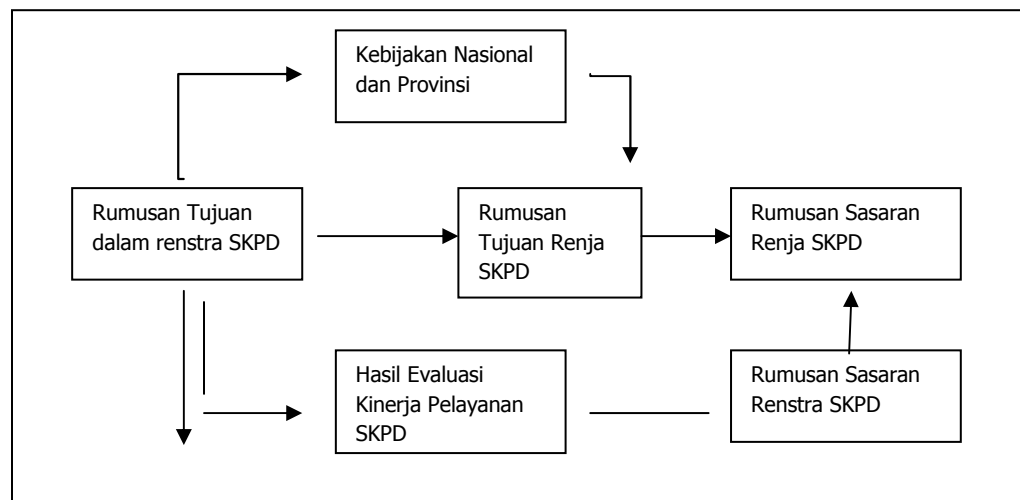 Kebijakan Nasional
dan Provinsi
Rumusan Tujuan
dalam renstra SKPD
Rumusan
Tujuan Renja
SKPD
Rumusan Sasaran
Renja SKPD
Hasil Evaluasi
Kinerja Pelayanan
SKPD
Rumusan Sasaran
Renstra SKPD